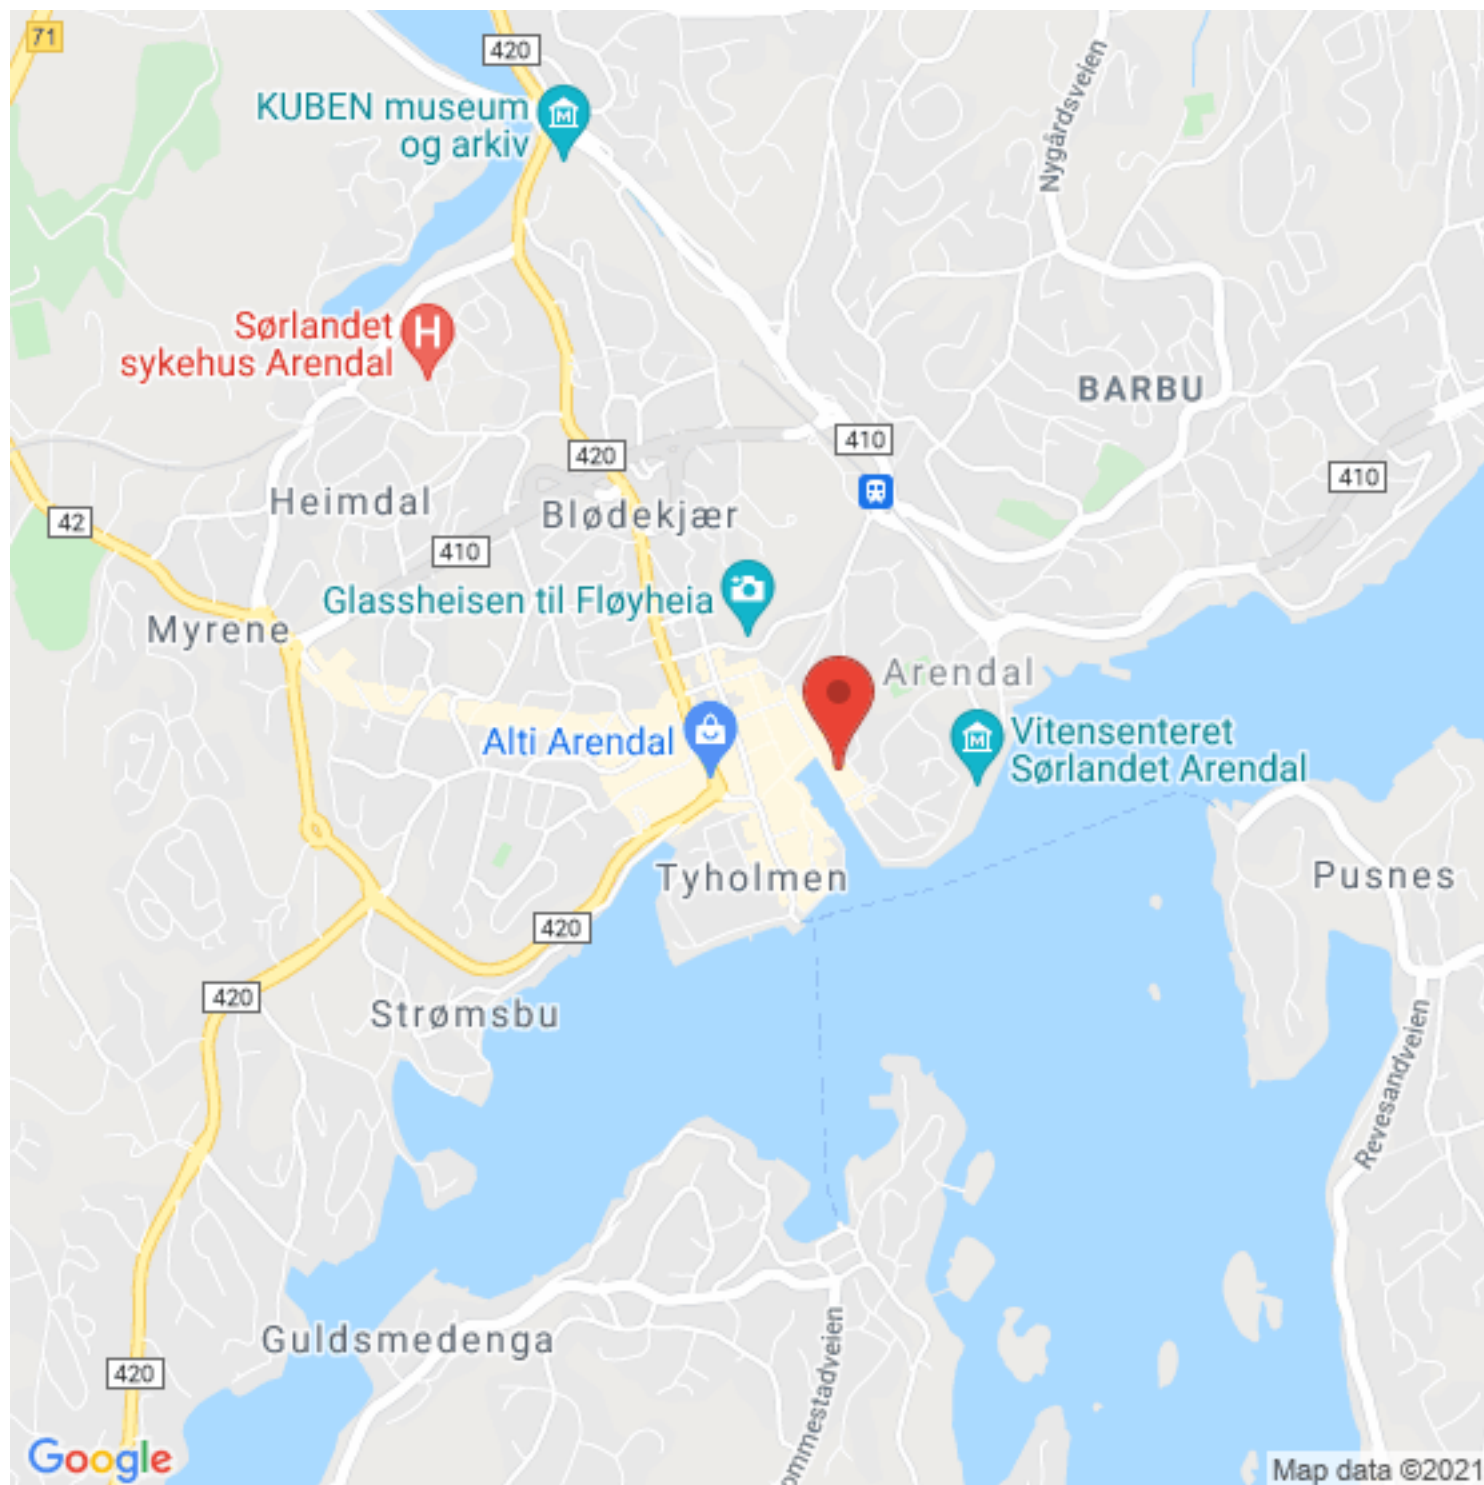 71
420
KUBEN museum
og arkiv
Nygårdsveien
Sørlandet
sykehus Arendal
H
BARBU
410
420
410
Heimdal
42
Blødekjær
410
Glassheisen til Fløyheia
Myrene
Arendal
Alti Arendal
Vitensenteret
Sørlandet Arendal
Tyholmen
Pusnes
420
420
Strømsbu
Revesandveien
Guldsmedenga
420
ommestadveien
Google
Map data ©2021